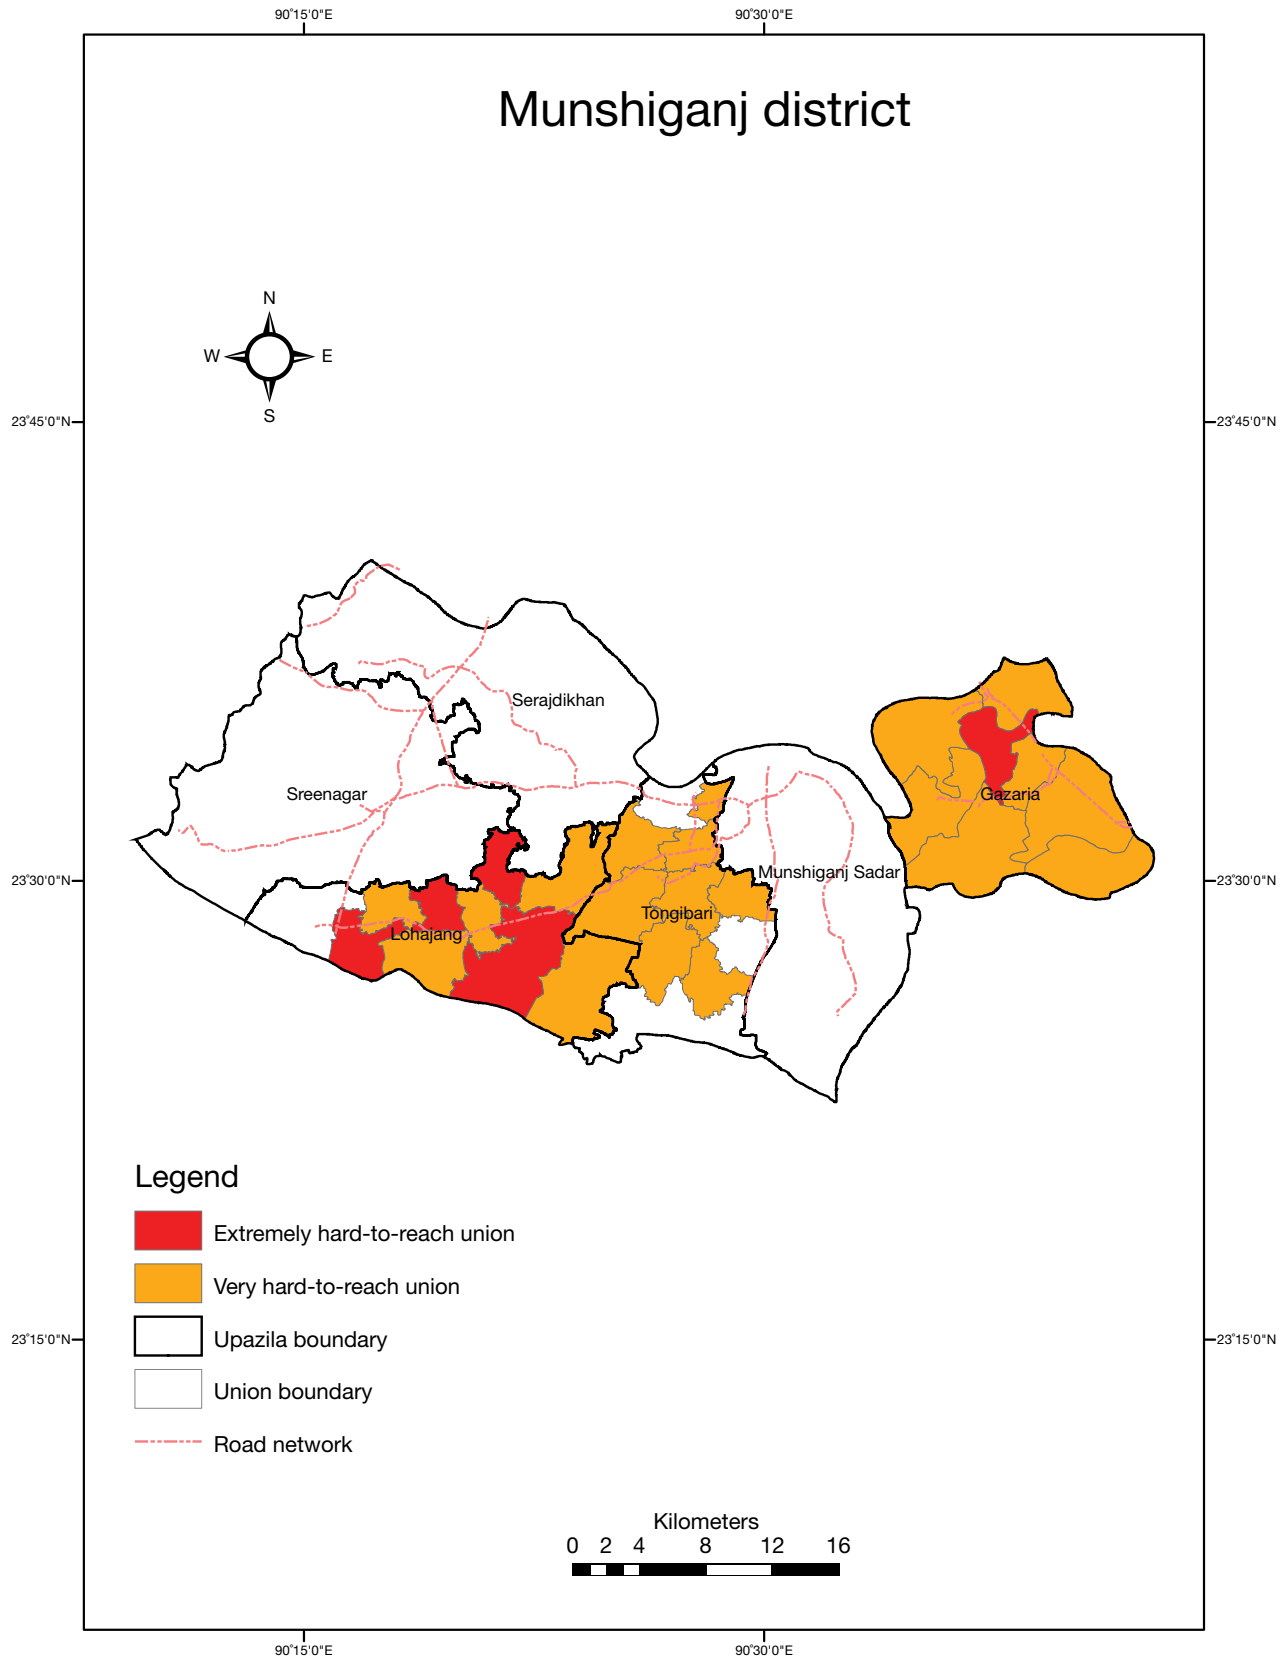 90°15'0"E 90°30'0"E
Munshiganj district
N
W E
S
23°45'0"N 23°45'0"N
Serajdikhan
Sreenagar
Gazaria
Munshiganj Sadar
23°30'0"N 23°30'0"N
Tongibari
Lohajang
Legend
Extremely hard-to-reach union
Very hard-to-reach union
Upazila boundary
23°15'0"N 23°15'0"N
Union boundary
Road network
Kilometers
0 2 4 8 12 16
90°15'0"E 90°30'0"E